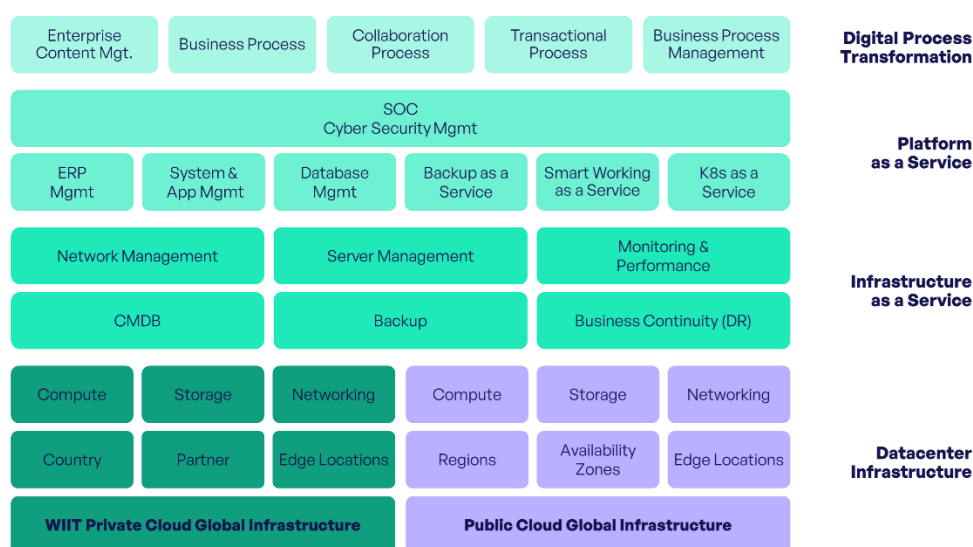 Enterprise
Content Mgt.
Business Process
Collaboration
Process
Transactional
Process
Business Process
Management
Digital Process
Transformation
SOC
Cyber Security Mgmt
Platform
as a Service
ERP
Mgmt
System &
App Mgmt
Database
Mgmt
Backup as a
Service
Smart Working
as a Service
K8s as a
Service
Network Management
Server Management
Monitoring &
Performance
Infrastructure
as a Service
CMDB
Backup
Business Continuity (DR)
Compute
Storage
Networking
Compute
Storage
Networking
Country
Partner
Edge Locations
Regions
Availability
Zones
Edge Locations
Datacenter
Infrastructure
WIIT Private Cloud Global Infrastructure
Public Cloud Global Infrastructure